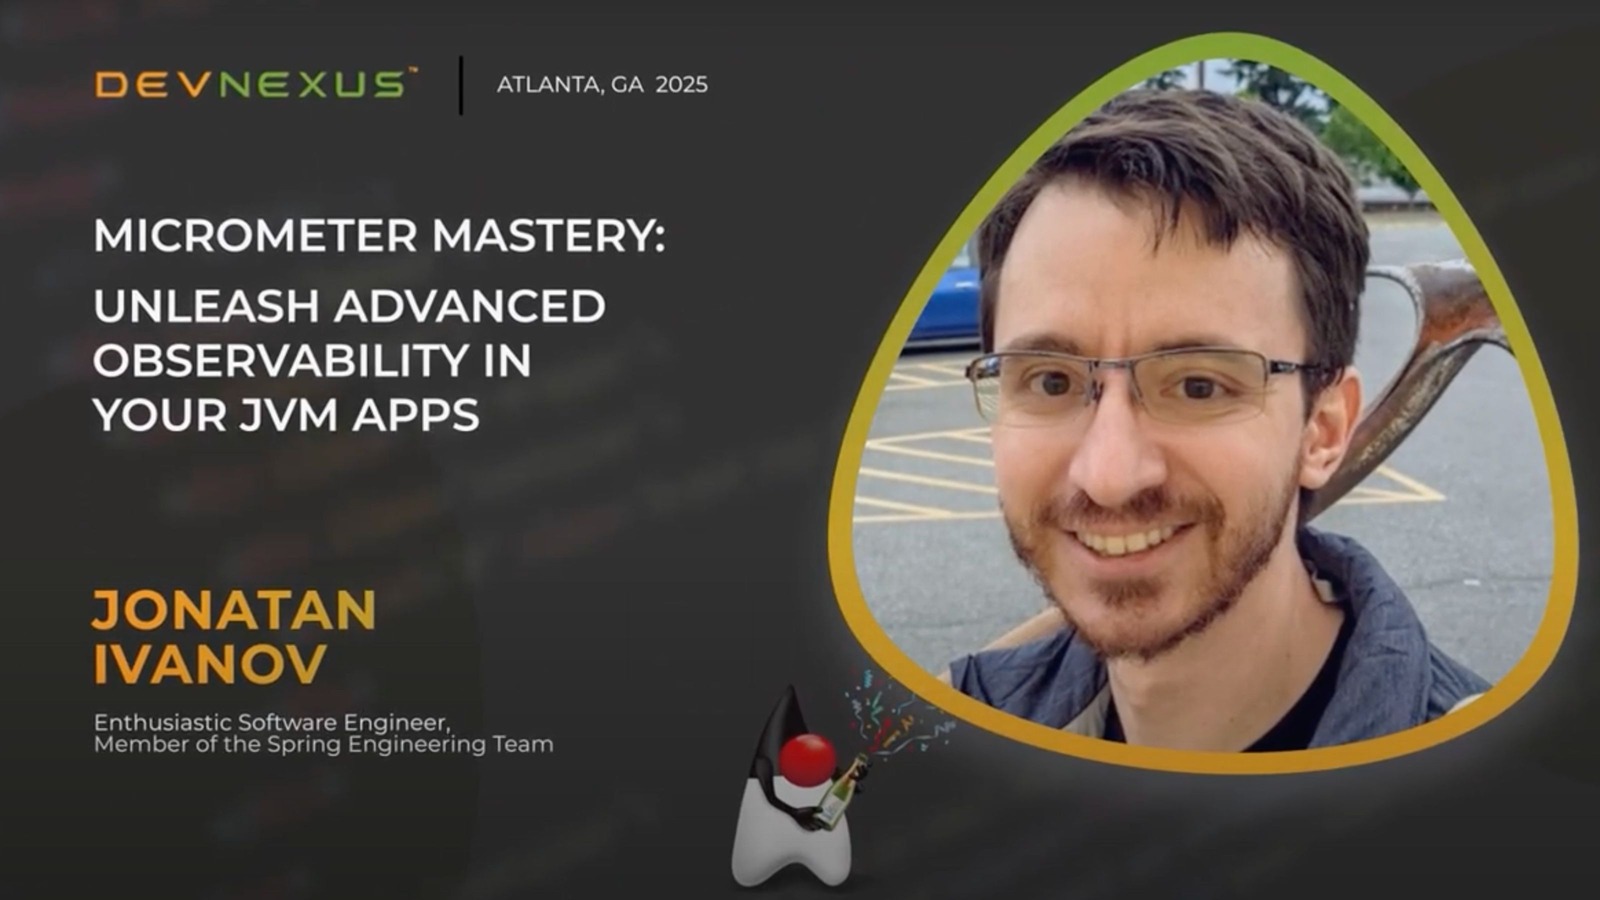 DEVNEXUS™ | ATLANTA, GA 2025
MICROMETER MASTERY:
UNLEASH ADVANCED
OBSERVABILITY IN
YOUR JVM APPS
JONATAN
IVANOV
Enthusiastic Software Engineer,
Member of the Spring Engineering Team